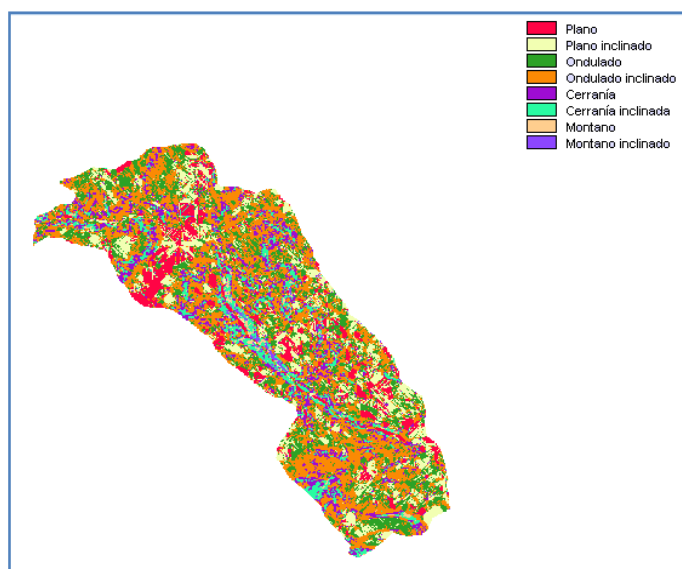 Plano
Plano inclinado
Ondulado
Ondulado inclinado
Cerranía
Cerranía inclinada
Montano
Montano inclinado